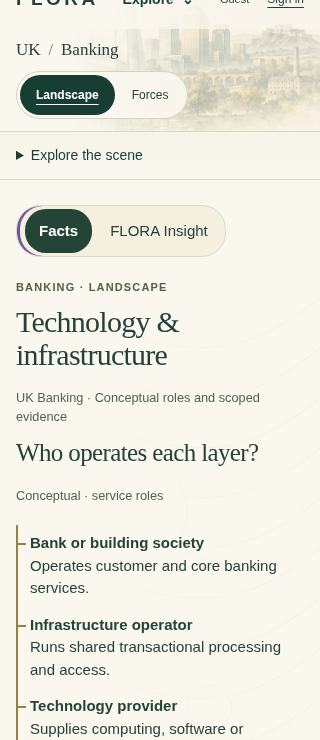 FLORA Explore Guest Sign in
UK / Banking
Landscape Forces
Explore the scene
Facts FLORA Insight
BANKING · LANDSCAPE
Technology &
infrastructure
UK Banking · Conceptual roles and scoped
evidence
Who operates each layer?
Conceptual · service roles
Bank or building society
Operates customer and core banking
services.
Infrastructure operator
Runs shared transactional processing
and access.
Technology provider
Supplies computing, software or